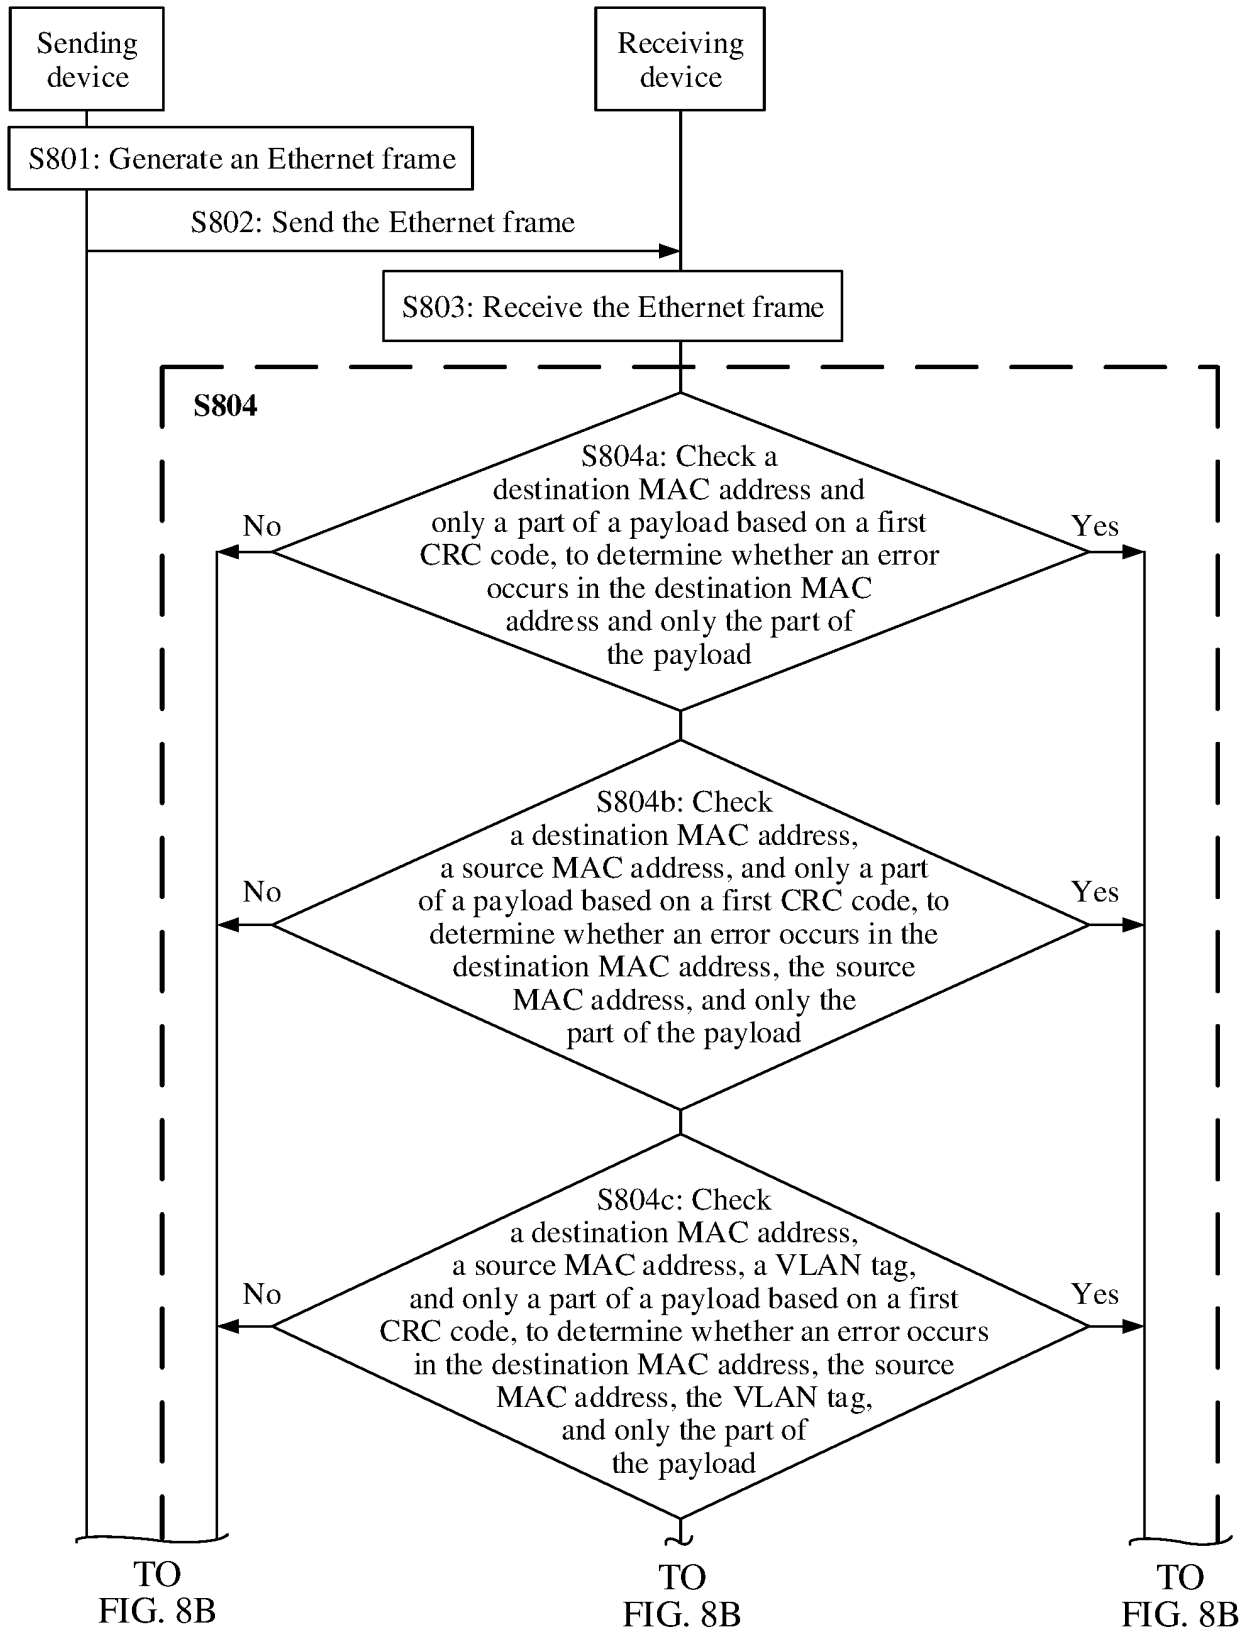 Sending
device
Receiving
device
S801: Generate an Ethernet frame
S802: Send the Ethernet frame
S803: Receive the Ethernet frame
S804
S804a: Check a
destination MAC address and
only a part of a payload based on a first
CRC code, to determine whether an error
occurs in the destination MAC
address and only the part of
the payload
No
Yes
S804b: Check
a destination MAC address,
a source MAC address, and only a part
of a payload based on a first CRC code, to
determine whether an error occurs in the
destination MAC address, the source
MAC address, and only the
part of the payload
No
Yes
S804c: Check
a destination MAC address,
a source MAC address, a VLAN tag,
and only a part of a payload based on a first
CRC code, to determine whether an error occurs
in the destination MAC address, the source
MAC address, the VLAN tag,
and only the part of
the payload
No
Yes
TO
FIG. 8B
TO
FIG. 8B
TO
FIG. 8B